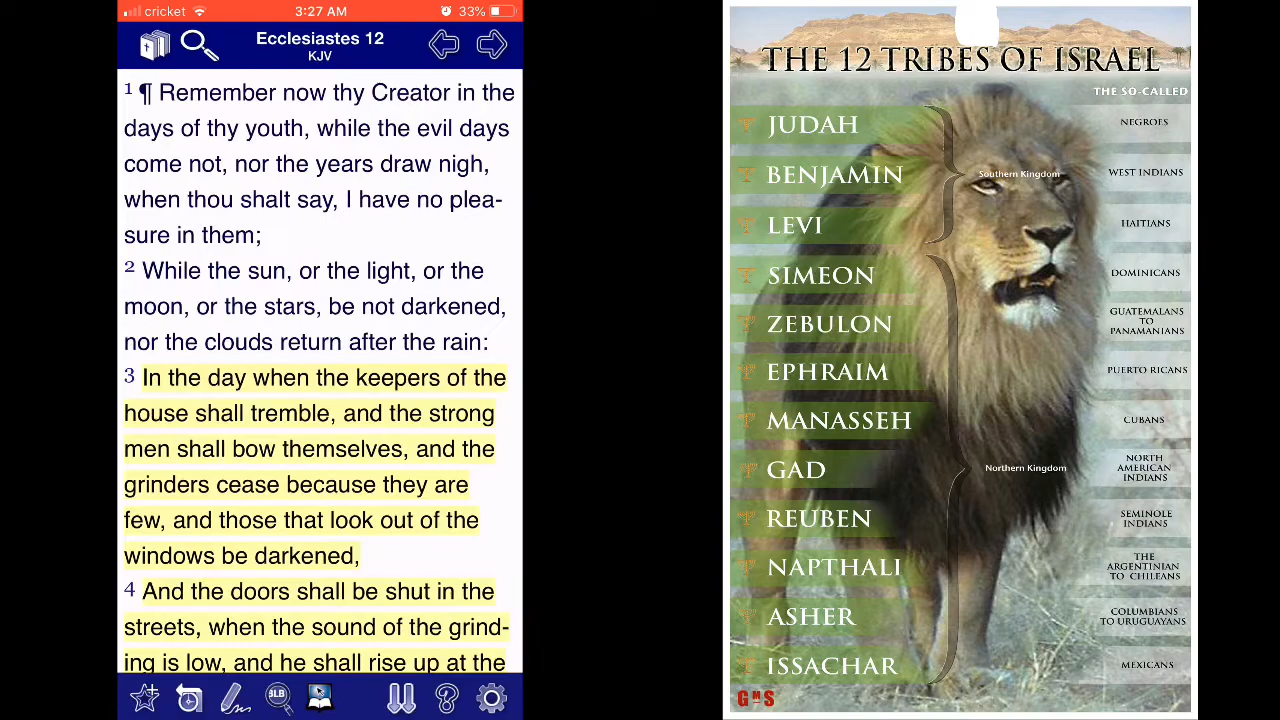 cricket
3:27 AM
33%
Ecclesiastes 12
KJV
1 ¶ Remember now thy Creator in the
days of thy youth, while the evil days
come not, nor the years draw nigh,
when thou shalt say, I have no plea-
sure in them;
2 While the sun, or the light, or the
moon, or the stars, be not darkened,
nor the clouds return after the rain:
3 In the day when the keepers of the
house shall tremble, and the strong
men shall bow themselves, and the
grinders cease because they are
few, and those that look out of the
windows be darkened,
4 And the doors shall be shut in the
streets, when the sound of the grind-
ing is low, and he shall rise up at the
BLB
THE 12 TRIBES OF ISRAEL
THE SO-CALLED
JUDAH
NEGROES
BENJAMIN
Southern Kingdom
WEST INDIANS
LEVI
HAITIANS
SIMEON
DOMINICANS
ZEBULON
GUATEMALANS
TO
PANAMANIANS
EPHRAIM
PUERTO RICANS
MANASSEH
CUBANS
GAD
Northern Kingdom
NORTH
AMERICAN
INDIANS
REUBEN
SEMINOLE
INDIANS
NAPTHALI
THE
ARGENTINIAN
TO CHILEANS
ASHER
COLUMBIANS
TO URUGUAYANS
ISSACHAR
MEXICANS
GMS